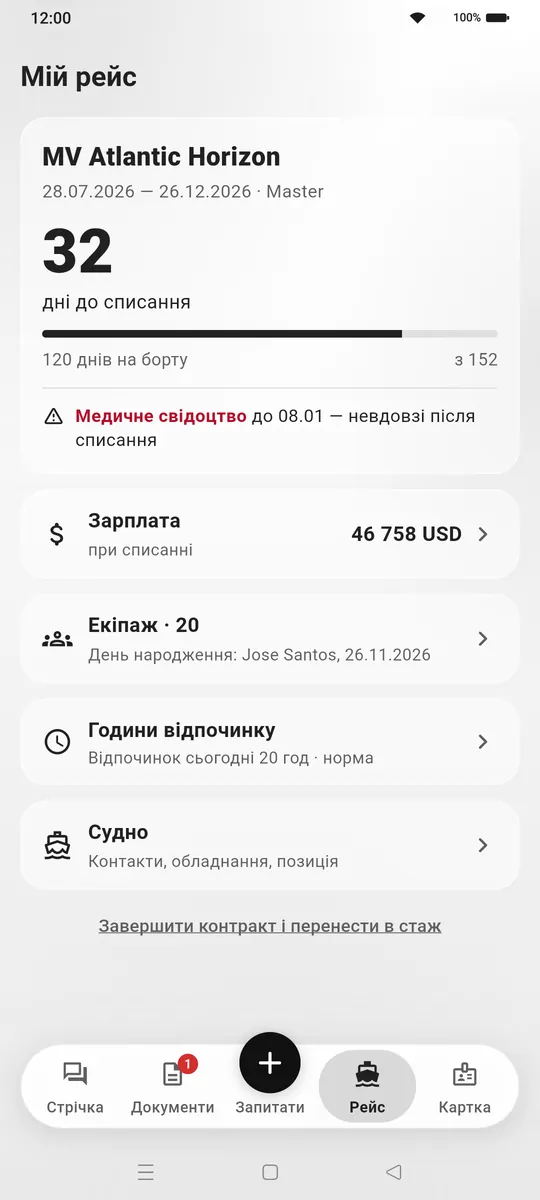 12:00
100%
Мій рейс
MV Atlantic Horizon
28.07.2026 — 26.12.2026 · Master
32
дні до списання
120 днів на борту
з 152
Медичне свідоцтво до 08.01 — невдовзі після
списання
Зарплата
при списанні
46 758 USD
Екіпаж · 20
День народження: Jose Santos, 26.11.2026
Години відпочинку
Відпочинок сьогодні 20 год · норма
Судно
Контакти, обладнання, позиція
Завершити контракт і перенести в стаж
1
Стрічка
Документи
Запитати
Рейс
Картка